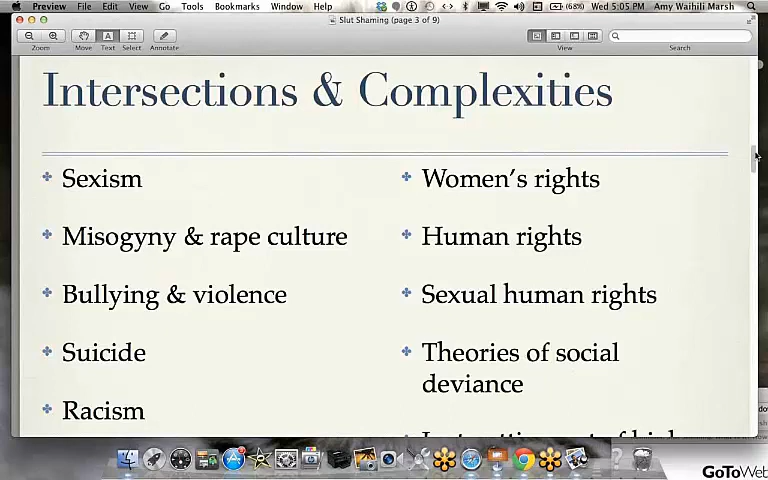 Preview File Edit View Go Tools Bookmarks Window Help (68%) Wed 5:05 PM Amy Waihili Marsh
Slut Shaming (page 3 of 9)
Zoom Move Text Select Annotate View Search
Intersections & Complexities
Sexism
Misogyny & rape culture
Bullying & violence
Suicide
Racism
Women's rights
Human rights
Sexual human rights
Theories of social
deviance
GoToWeb